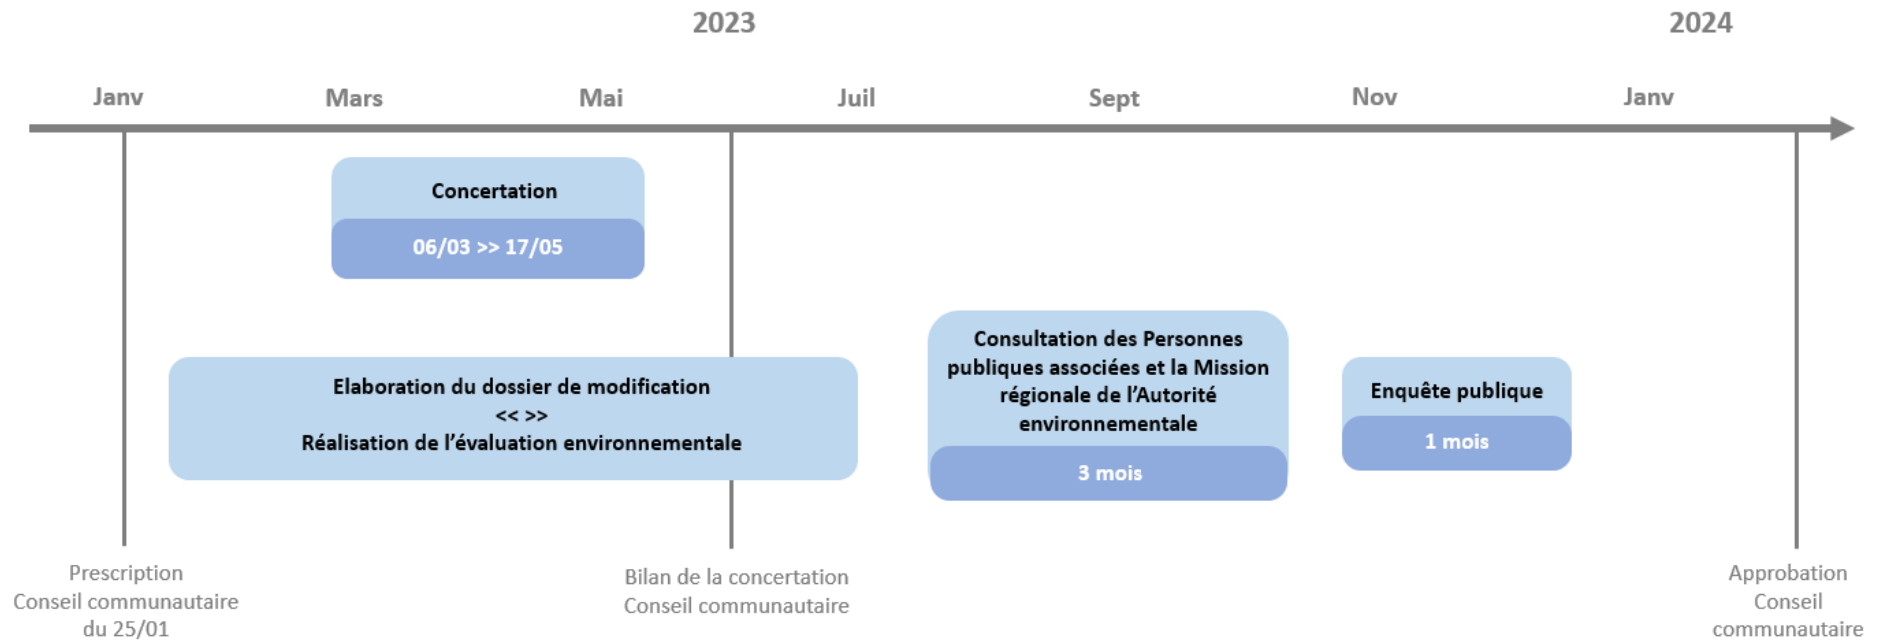 2023
2024
Janv
Mars
Mai
Juil
Sept
Nov
Janv
Concertation
06/03 >> 17/05
Elaboration du dossier de modification
<< >>
Réalisation de l’évaluation environnementale
Consultation des Personnes
publiques associées et la Mission
régionale de l’Autorité
environnementale
3 mois
Enquête publique
1 mois
Prescription
Conseil communautaire
du 25/01
Bilan de la concertation
Conseil communautaire
Approbation
Conseil
communautaire